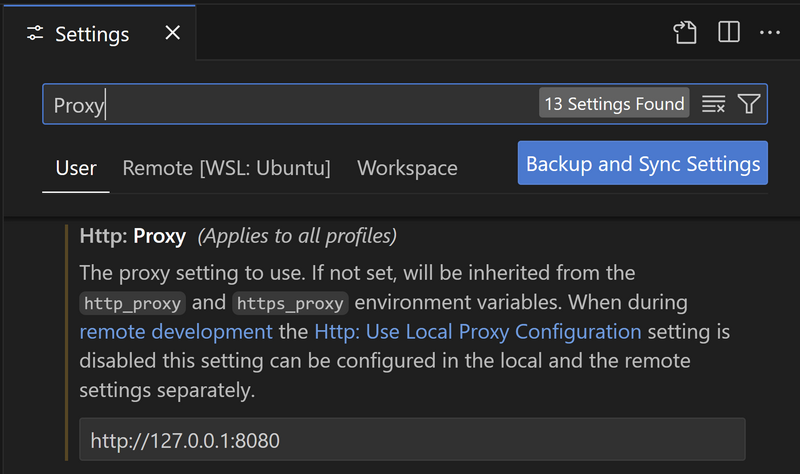 Settings
Proxy
13 Settings Found
User
Remote [WSL: Ubuntu]
Workspace
Backup and Sync Settings
Http: Proxy (Applies to all profiles)
The proxy setting to use. If not set, will be inherited from the
http_proxy and https_proxy environment variables. When during
remote development the Http: Use Local Proxy Configuration setting is
disabled this setting can be configured in the local and the remote
settings separately.
http://127.0.0.1:8080